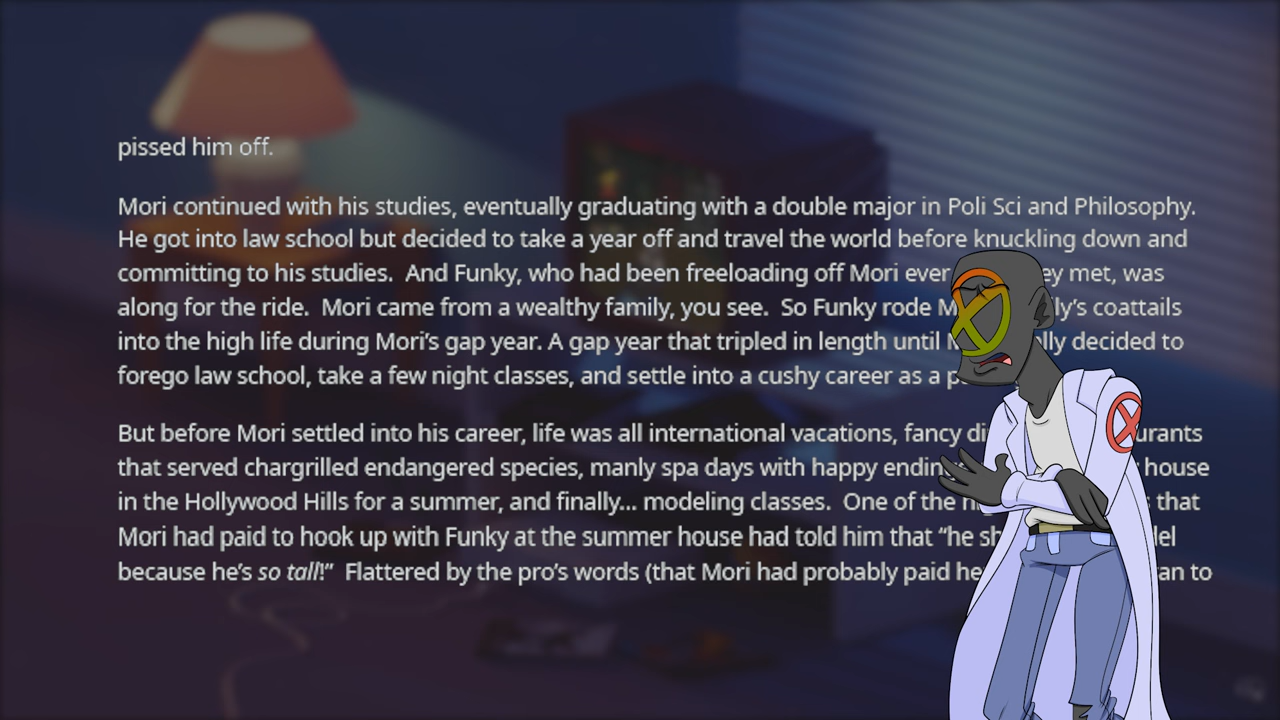 pissed him off.
Mori continued with his studies, eventually graduating with a double major in Poli Sci and Philosophy.
He got into law school but decided to take a year off and travel the world before knuckling down and
committing to his studies.  And Funky, who had been freeloading off Mori met, was
along for the ride.  Mori came from a wealthy family, you see.  So Funky rode coattails
into the high life during Mori's gap year. A gap year that tripled in length until decided to
forego law school, take a few night classes, and settle into a cushy career as a
But before Mori settled into his career, life was all international vacations, fancy
that served chargrilled endangered species, manly spa days with happy house
in the Hollywood Hills for a summer, and finally... modeling classes.  One of the that
Mori had paid to hook up with Funky at the summer house had told him that "he
because he's so tall!"  Flattered by the pro's words (that Mori had probably paid to